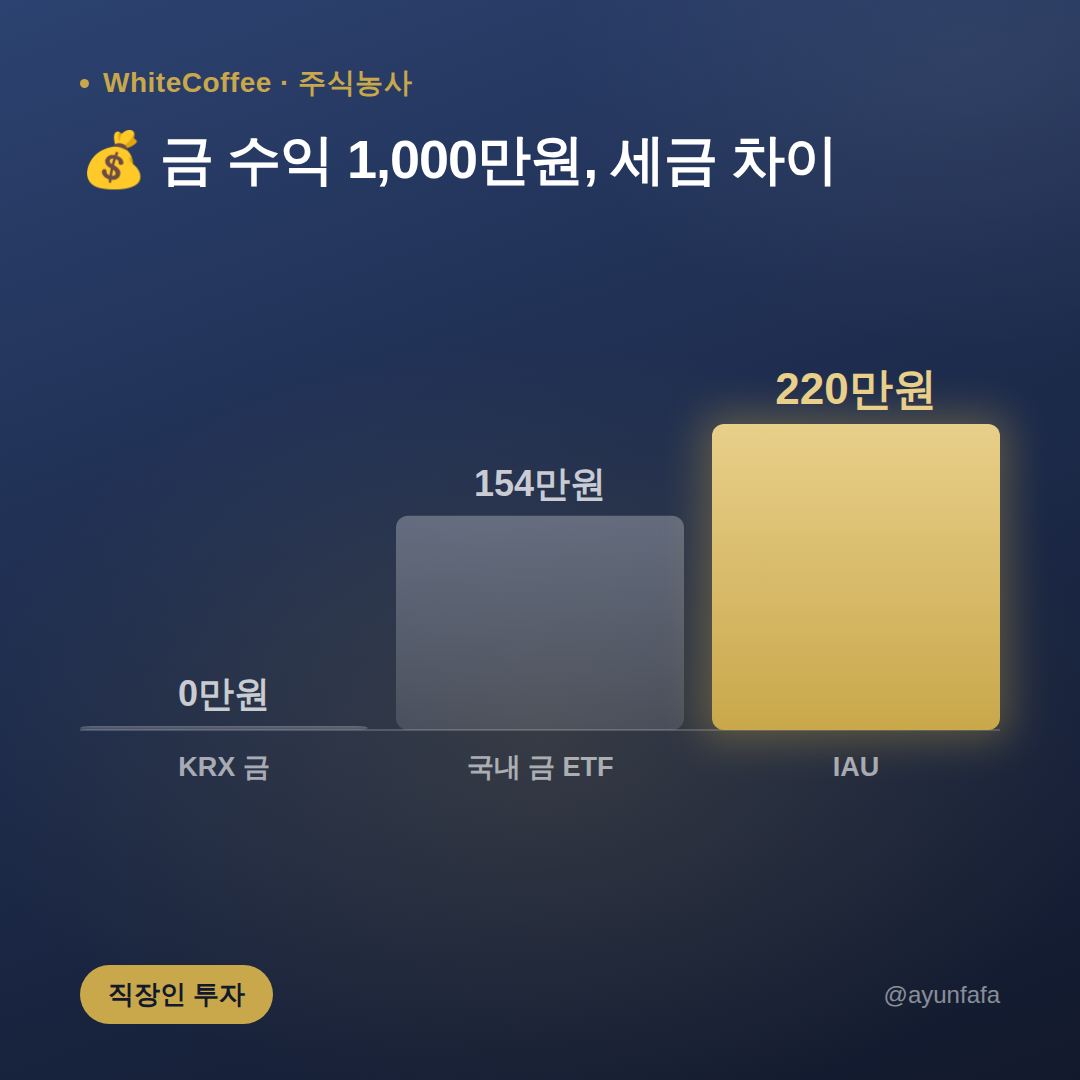 WhiteCoffee · 주식농사
💰 금 수익 1,000만원, 세금 차이
220만원
154만원
0만원
KRX 금
국내 금 ETF
IAU
직장인 투자
@ayunfafa